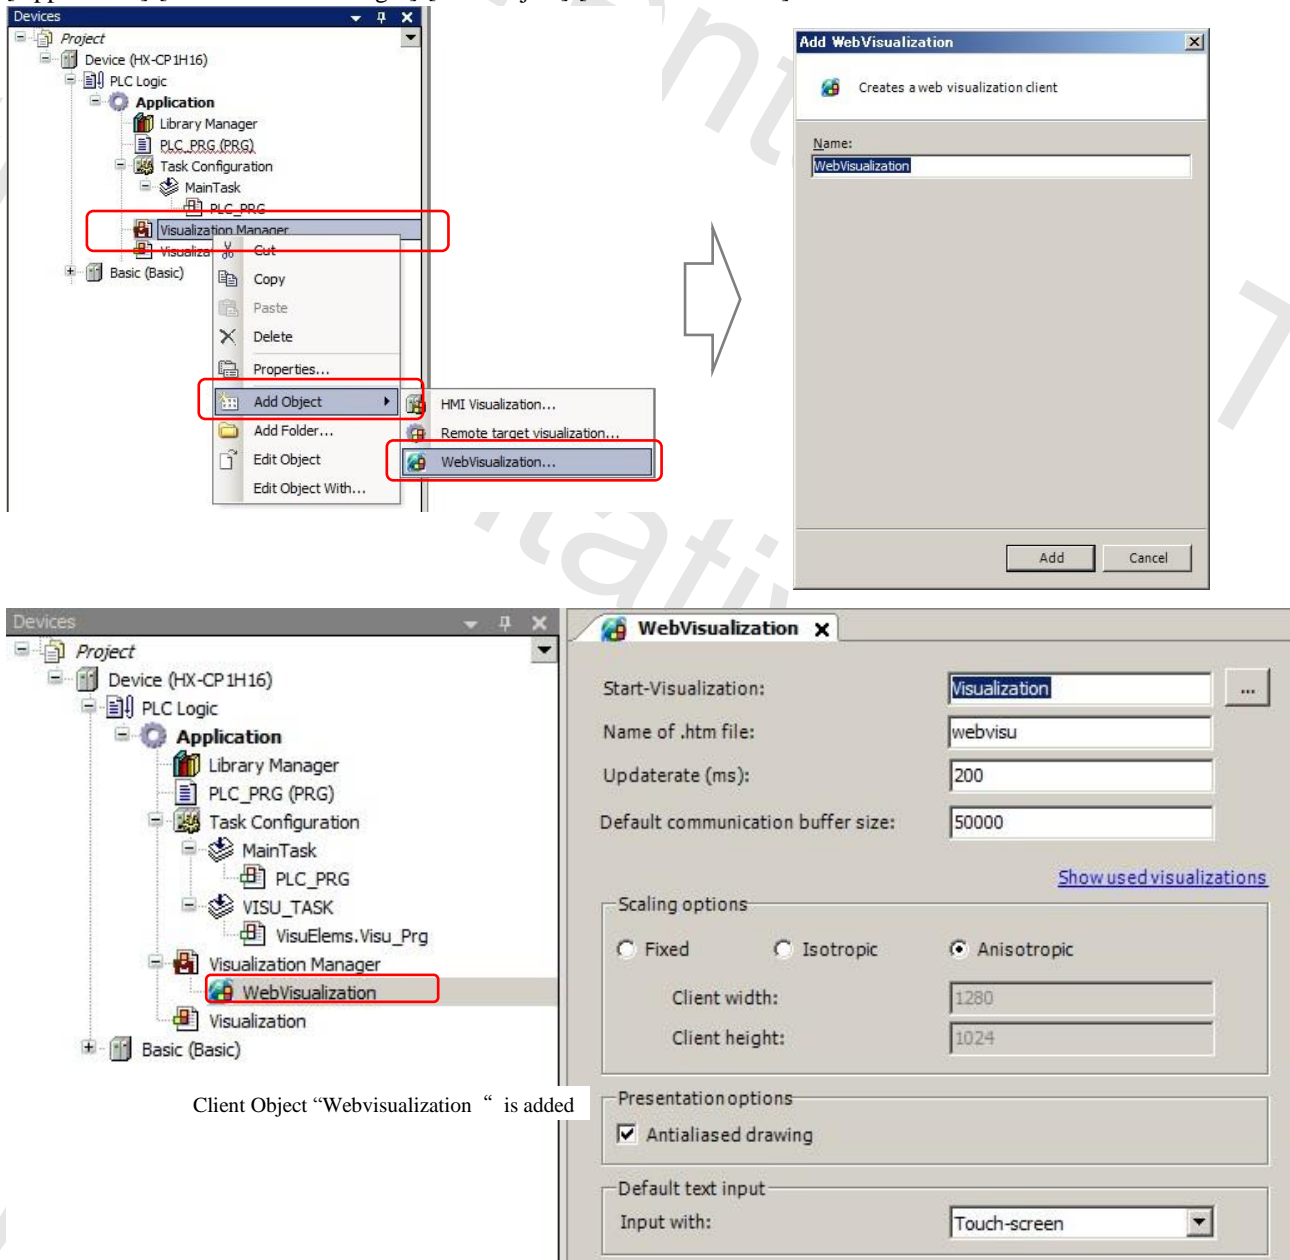 Devices
Project
Device (HX-CP1H16)
PLC Logic
Application
Library Manager
PLC_PRG (PRG)
Task Configuration
MainTask
PLC_PRG
Visualization Manager
Basic (Basic)
Cut
Copy
Paste
Delete
Properties...
Add Object
Add Folder...
Edit Object
Edit Object With...
HMI Visualization...
Remote target visualization...
WebVisualization...
Add WebVisualization
Creates a web visualization client
Name:
WebVisualization
Add Cancel
Devices
Project
Device (HX-CP1H16)
PLC Logic
Application
Library Manager
PLC_PRG (PRG)
Task Configuration
MainTask
PLC_PRG
VISU_TASK
VisuElems.Visu_Prg
Visualization Manager
WebVisualization
Visualization
Basic (Basic)
Client Object “Webvisualization “ is added
WebVisualization
Start-Visualization: Visualization ...
Name of .htm file: webvisu
Updaterate (ms): 200
Default communication buffer size: 50000
Show used visualizations
Scaling options
Fixed Isotropic Anisotropic
Client width: 1280
Client height: 1024
Presentation options
Antialiased drawing
Default text input
Input with: Touch-screen